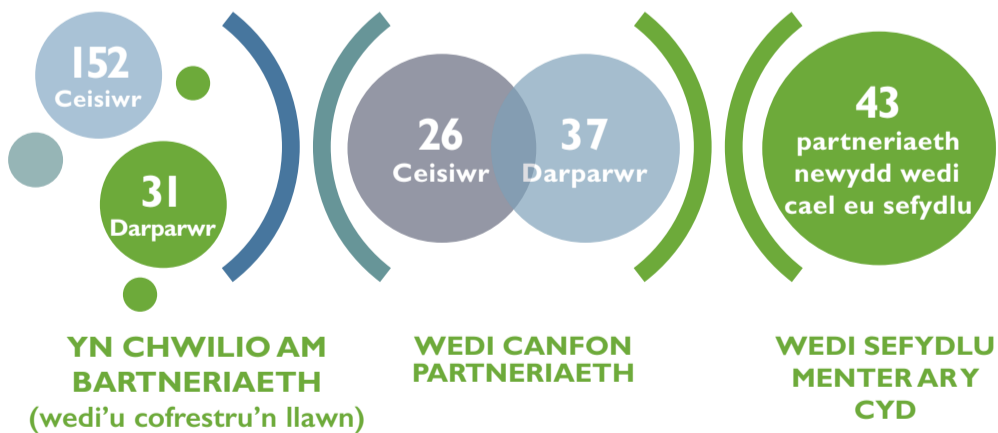 152
Ceisiwr
31
Darparwr
26
Ceisiwr
37
Darparwr
43
partneriaeth
newydd wedi
cael eu sefydlu
YN CHWILIO AM
BARTNERIAETH
(wedi’u cofrestru’n llawn)
WEDI CANFON
PARTNERIAETH
WEDI SEFYDLU
MENTER AR Y
CYD